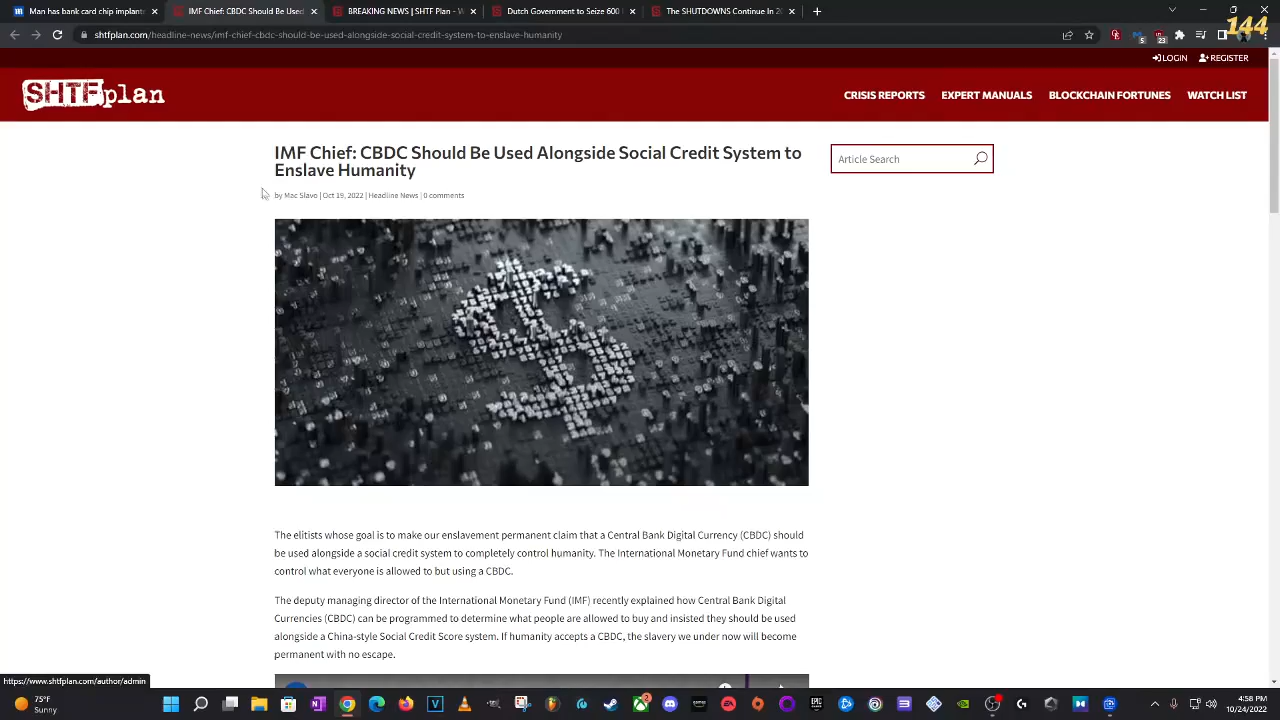 Man has bank card chip implante
IMF Chief: CBDC Should Be Used
BREAKING NEWS | SHTF Plan - W
Dutch Government to Seize 600 F
The SHUTDOWNS Continue In 20
144
shtfplan.com/headline-news/imf-chief-cbdc-should-be-used-alongside-social-credit-system-to-enslave-humanity
LOGIN REGISTER
SHTFplan
CRISIS REPORTS EXPERT MANUALS BLOCKCHAIN FORTUNES WATCH LIST
IMF Chief: CBDC Should Be Used Alongside Social Credit System to
Enslave Humanity
Article Search
by Mac Slavo | Oct 19, 2022 | Headline News | 0 comments
The elitists whose goal is to make our enslavement permanent claim that a Central Bank Digital Currency (CBDC) should
be used alongside a social credit system to completely control humanity. The International Monetary Fund chief wants to
control what everyone is allowed to but using a CBDC.
The deputy managing director of the International Monetary Fund (IMF) recently explained how Central Bank Digital
Currencies (CBDC) can be programmed to determine what people are allowed to buy and insisted they should be used
alongside a China-style Social Credit Score system. If humanity accepts a CBDC, the slavery we under now will become
permanent with no escape.
https://www.shtfplan.com/author/admin
75°F
Sunny
4:58 PM
10/24/2022